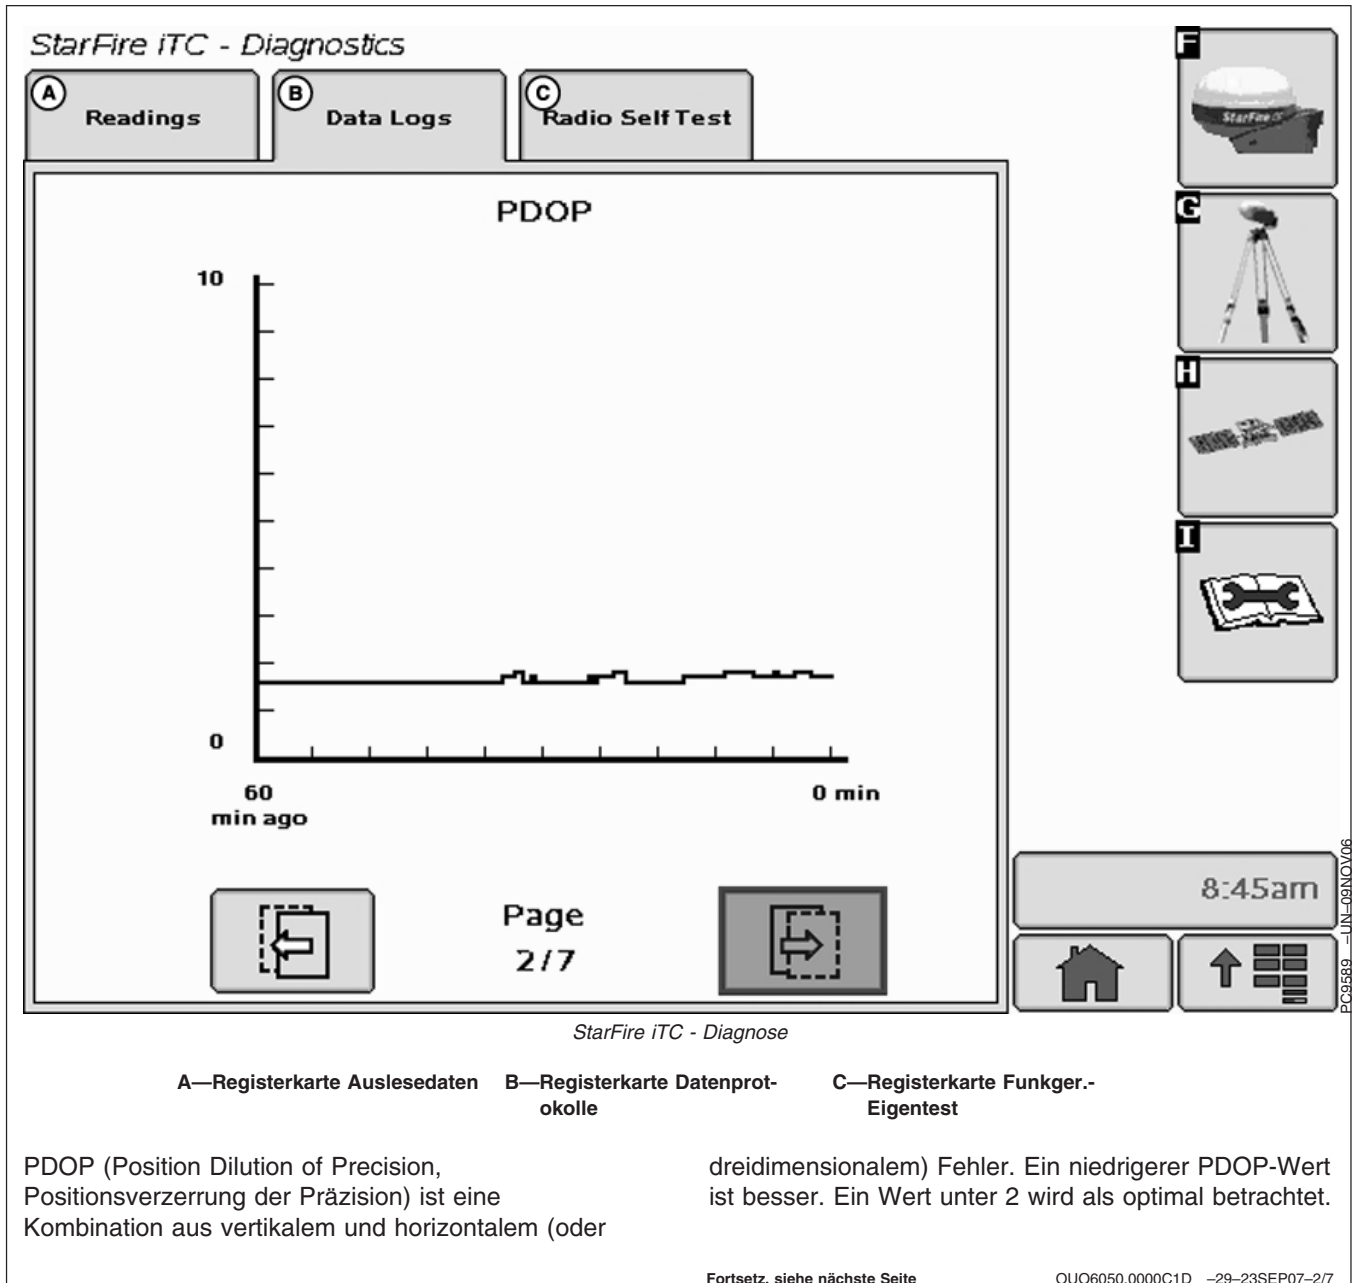 StarFire iTC - Diagnostics
A
Readings
B
Data Logs
C
Radio Self Test
F
StarFire
G
H
I
PDOP
10
0
60
min ago
0 min
Page
2/7
8:45am
PC9589 –UN–09NOV06
StarFire iTC - Diagnose
A—Registerkarte Auslesedaten
B—Registerkarte Datenprot-
okolle
C—Registerkarte Funkger.-
Eigentest
PDOP (Position Dilution of Precision,
Positionsverzerrung der Präzision) ist eine
Kombination aus vertikalem und horizontalem (oder
dreidimensionalem) Fehler. Ein niedrigerer PDOP-Wert
ist besser. Ein Wert unter 2 wird als optimal betrachtet.
Fortsetz. siehe nächste Seite
OUO6050,0000C1D –29–23SEP07–2/7